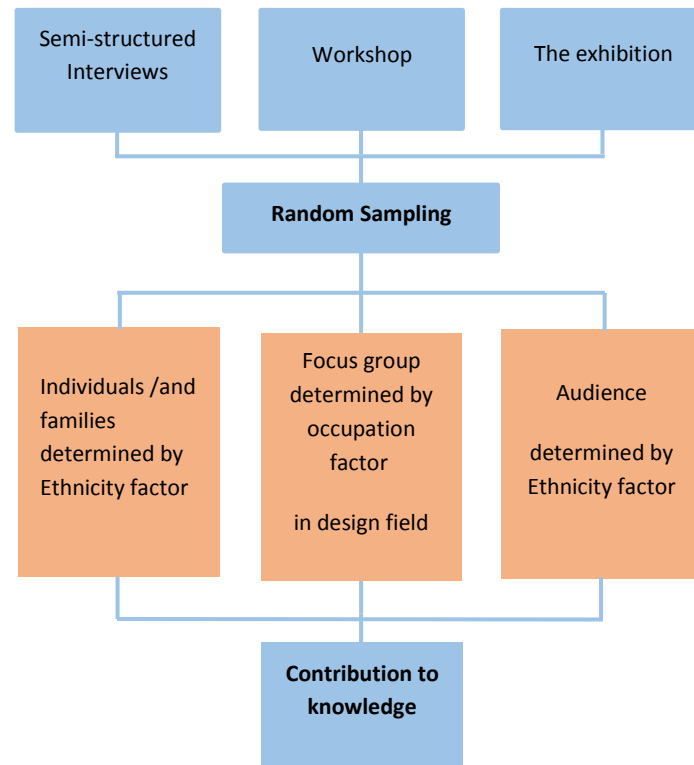 Semi-structured
Interviews
Workshop
The exhibition
Random Sampling
Individuals /and
families
determined by
Ethnicity factor
Focus group
determined by
occupation
factor
in design field
Audience
determined by
Ethnicity factor
Contribution to
knowledge